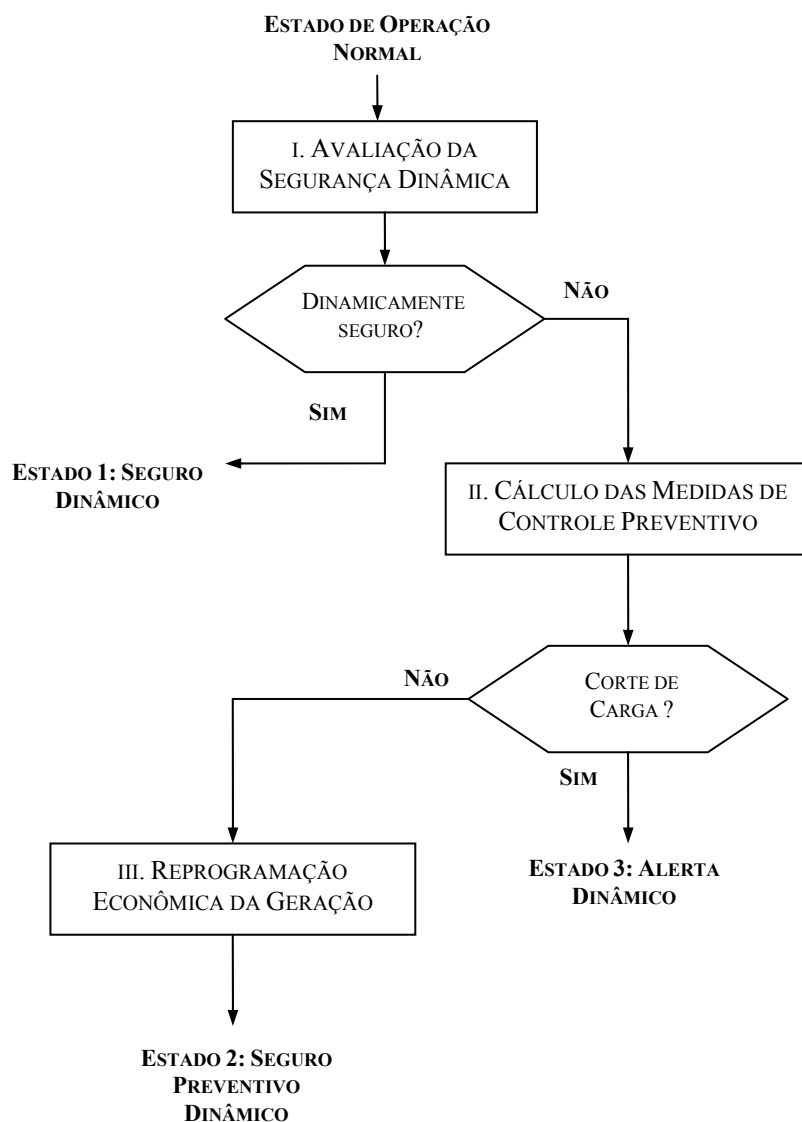 ESTADO DE OPERAÇÃO
NORMAL
I. AVALIAÇÃO DA
SEGURANÇA DINÂMICA
DINAMICAMENTE
SEGURO?
NÃO
SIM
ESTADO 1: SEGURO
DINÂMICO
II. CÁLCULO DAS MEDIDAS DE
CONTROLE PREVENTIVO
NÃO
CORTE DE
CARGA ?
SIM
III. REPROGRAMAÇÃO
ECONÔMICA DA GERAÇÃO
ESTADO 3: ALERTA
DINÂMICO
ESTADO 2: SEGURO
PREVENTIVO
DINÂMICO